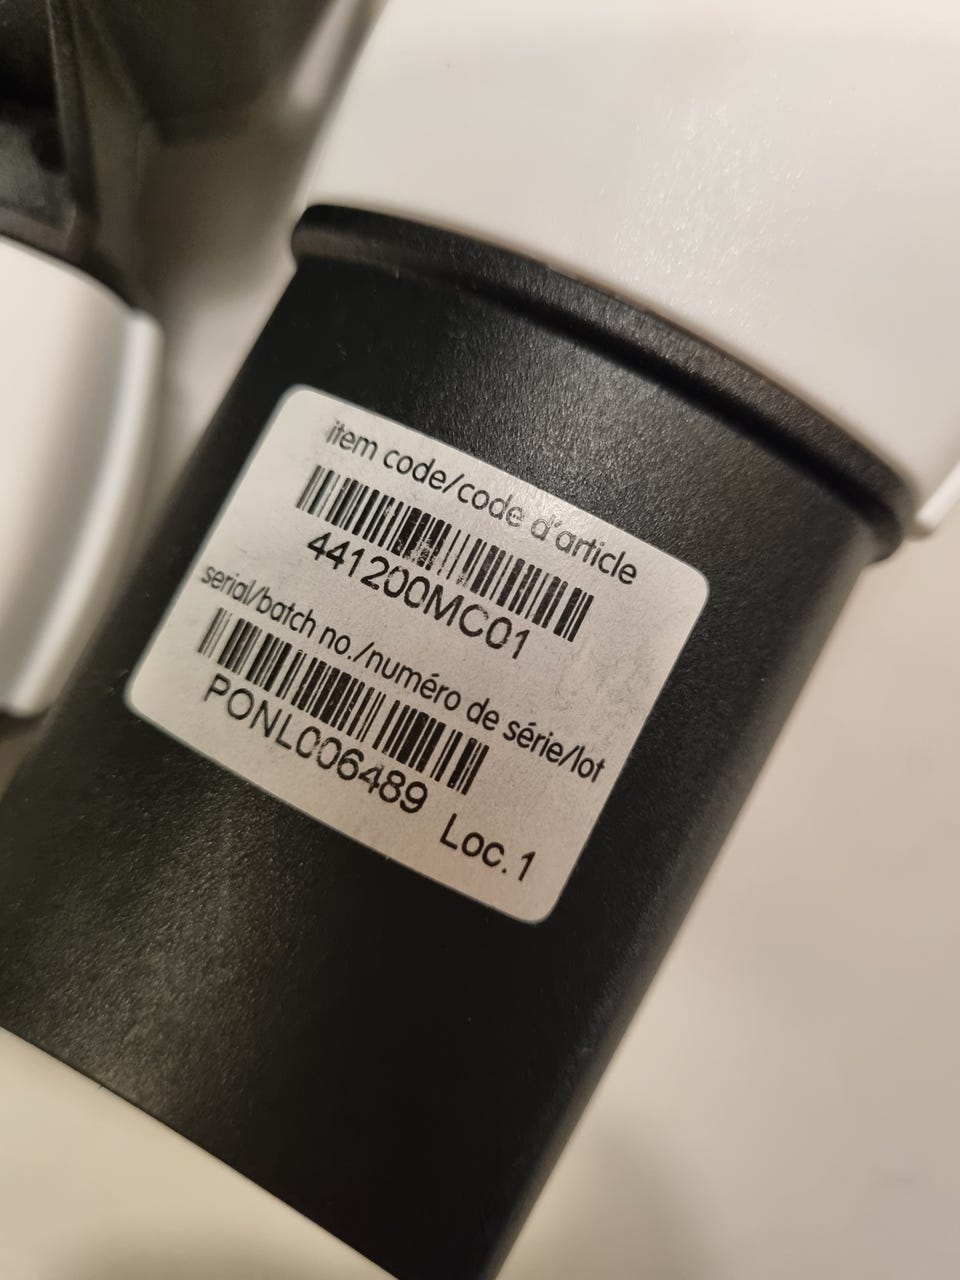 item code/code d'article
441200MC01
serial/batch no./numéro de série/lot
PONL006489
Loc. 1